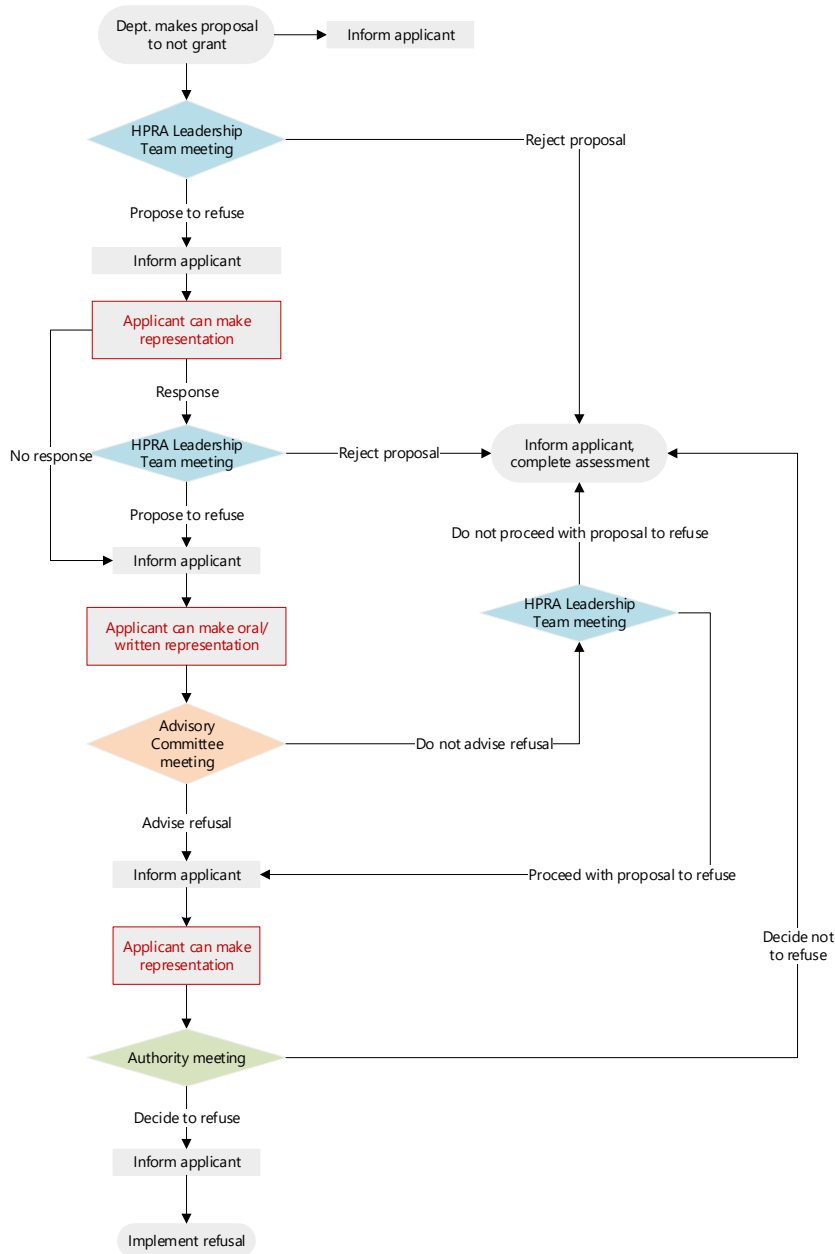 Dept. makes proposal
to not grant
Inform applicant
HPRA Leadership
Team meeting
Reject proposal
Propose to refuse
Inform applicant
Applicant can make
representation
Response
No response
HPRA Leadership
Team meeting
Reject proposal
Inform applicant,
complete assessment
Propose to refuse
Do not proceed with proposal to refuse
Inform applicant
HPRA Leadership
Team meeting
Applicant can make oral/
written representation
Advisory
Committee
meeting
Do not advise refusal
Advise refusal
Inform applicant
Proceed with proposal to refuse
Applicant can make
representation
Decide not
to refuse
Authority meeting
Decide to refuse
Inform applicant
Implement refusal